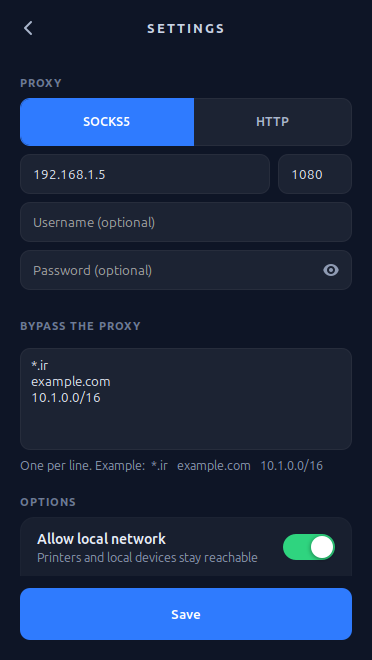 SETTINGS
PROXY
SOCKS5 HTTP
192.168.1.5 1080
Username (optional)
Password (optional)
BYPASS THE PROXY
*.ir
example.com
10.1.0.0/16
One per line. Example: *.ir example.com 10.1.0.0/16
OPTIONS
Allow local network
Printers and local devices stay reachable
Save